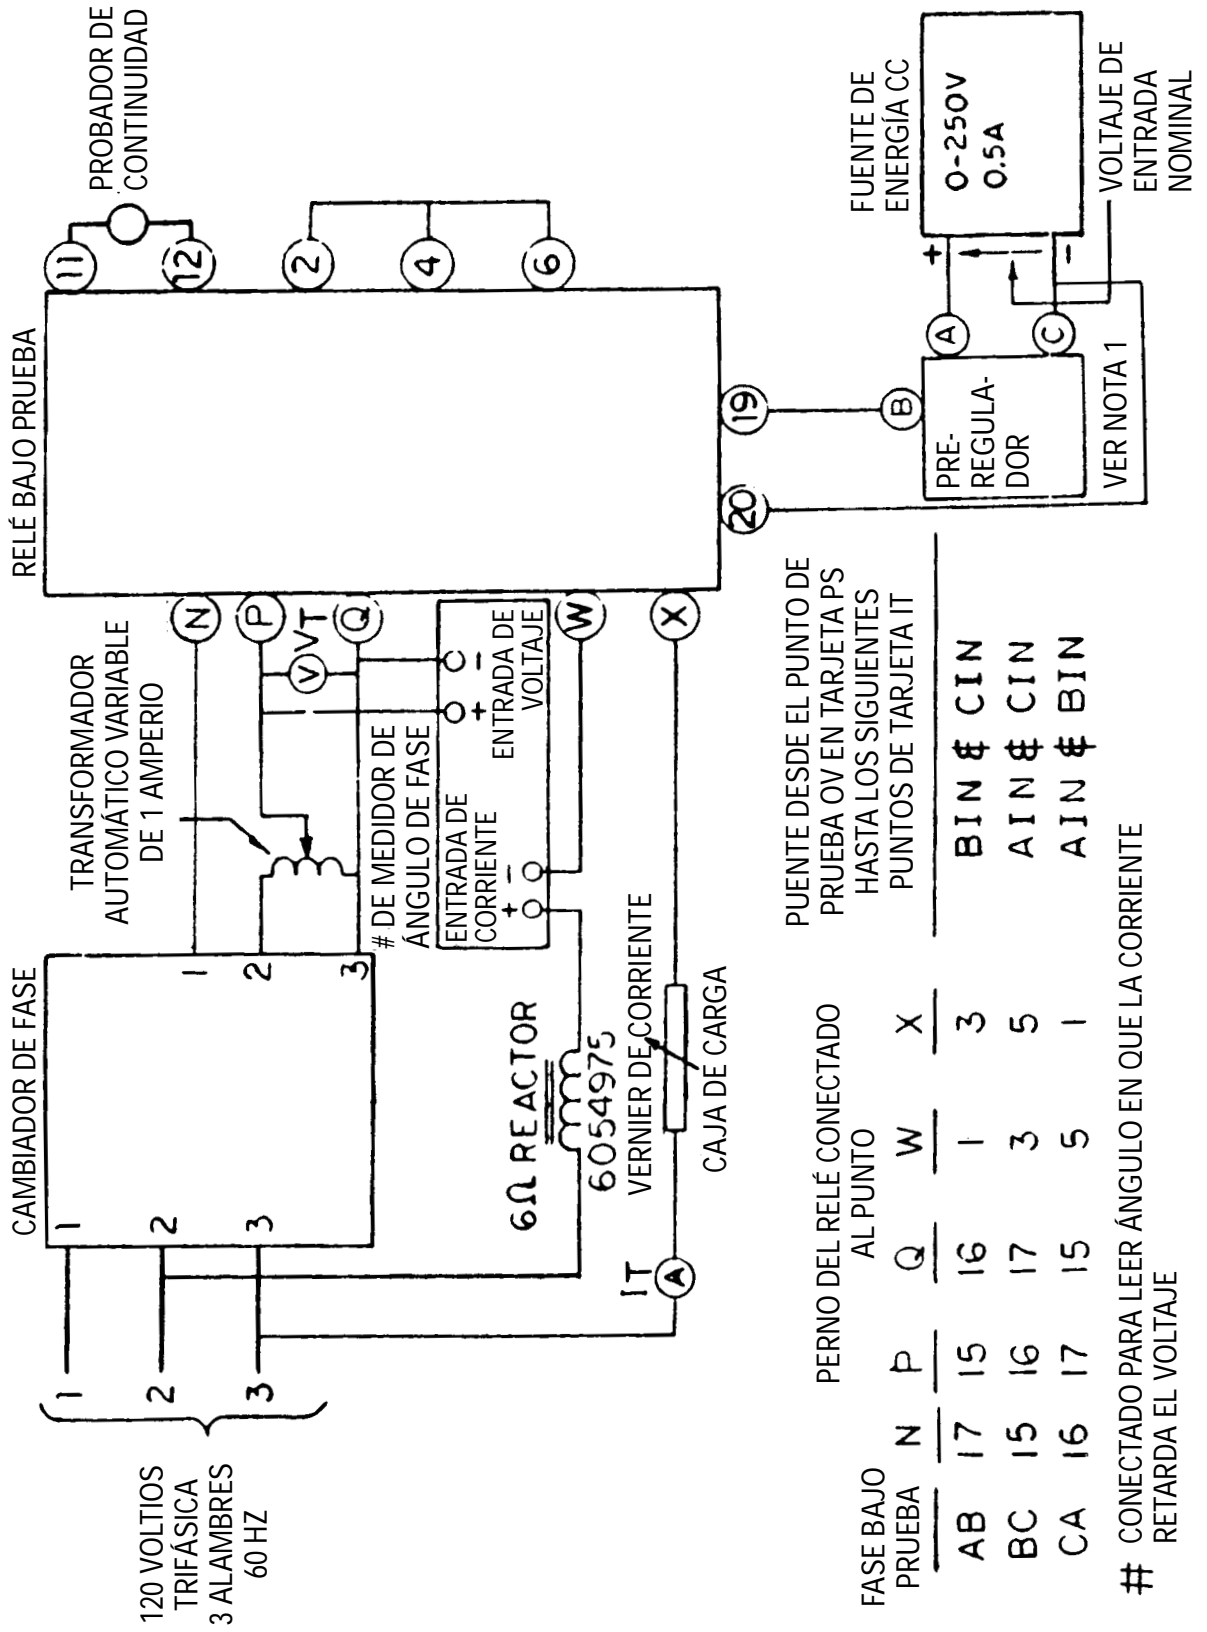 120 VOLTIOS
TRIFÁSICA
3 ALAMBRES
60 HZ
1
2
3
CAMBIADOR DE FASE
1
2
3
1
2
3
TRANSFORMADOR
AUTOMÁTICO VARIABLE
DE 1 AMPERIO
RELÉ BAJO PRUEBA
N
P
V VT
Q
W
X
11
12
2
4
6
19
20
PROBADOR DE
CONTINUIDAD
# DE MEDIDOR DE
ÁNGULO DE FASE
ENTRADA DE
CORRIENTE
+ -
ENTRADA DE
VOLTAJE
+ -
6Ω REACTOR
6054975
VERNIER DE CORRIENTE
CAJA DE CARGA
IT
A
FUENTE DE
ENERGÍA CC
0-250V
0.5A
+
-
A
B
C
PRE-
REGULA-
DOR
VOLTAJE DE
ENTRADA
NOMINAL
VER NOTA 1
FASE BAJO
PRUEBA
PERNO DEL RELÉ CONECTADO
AL PUNTO
PUENTE DESDE EL PUNTO DE
PRUEBA OV EN TARJETA PS
HASTA LOS SIGUIENTES
PUNTOS DE TARJETA IT
N P Q W X
AB 17 15 16 1 3 BIN & CIN
BC 15 16 17 3 5 AIN & CIN
CA 16 17 15 5 1 AIN & BIN
# CONECTADO PARA LEER ÁNGULO EN QUE LA CORRIENTE
RETARDA EL VOLTAJE